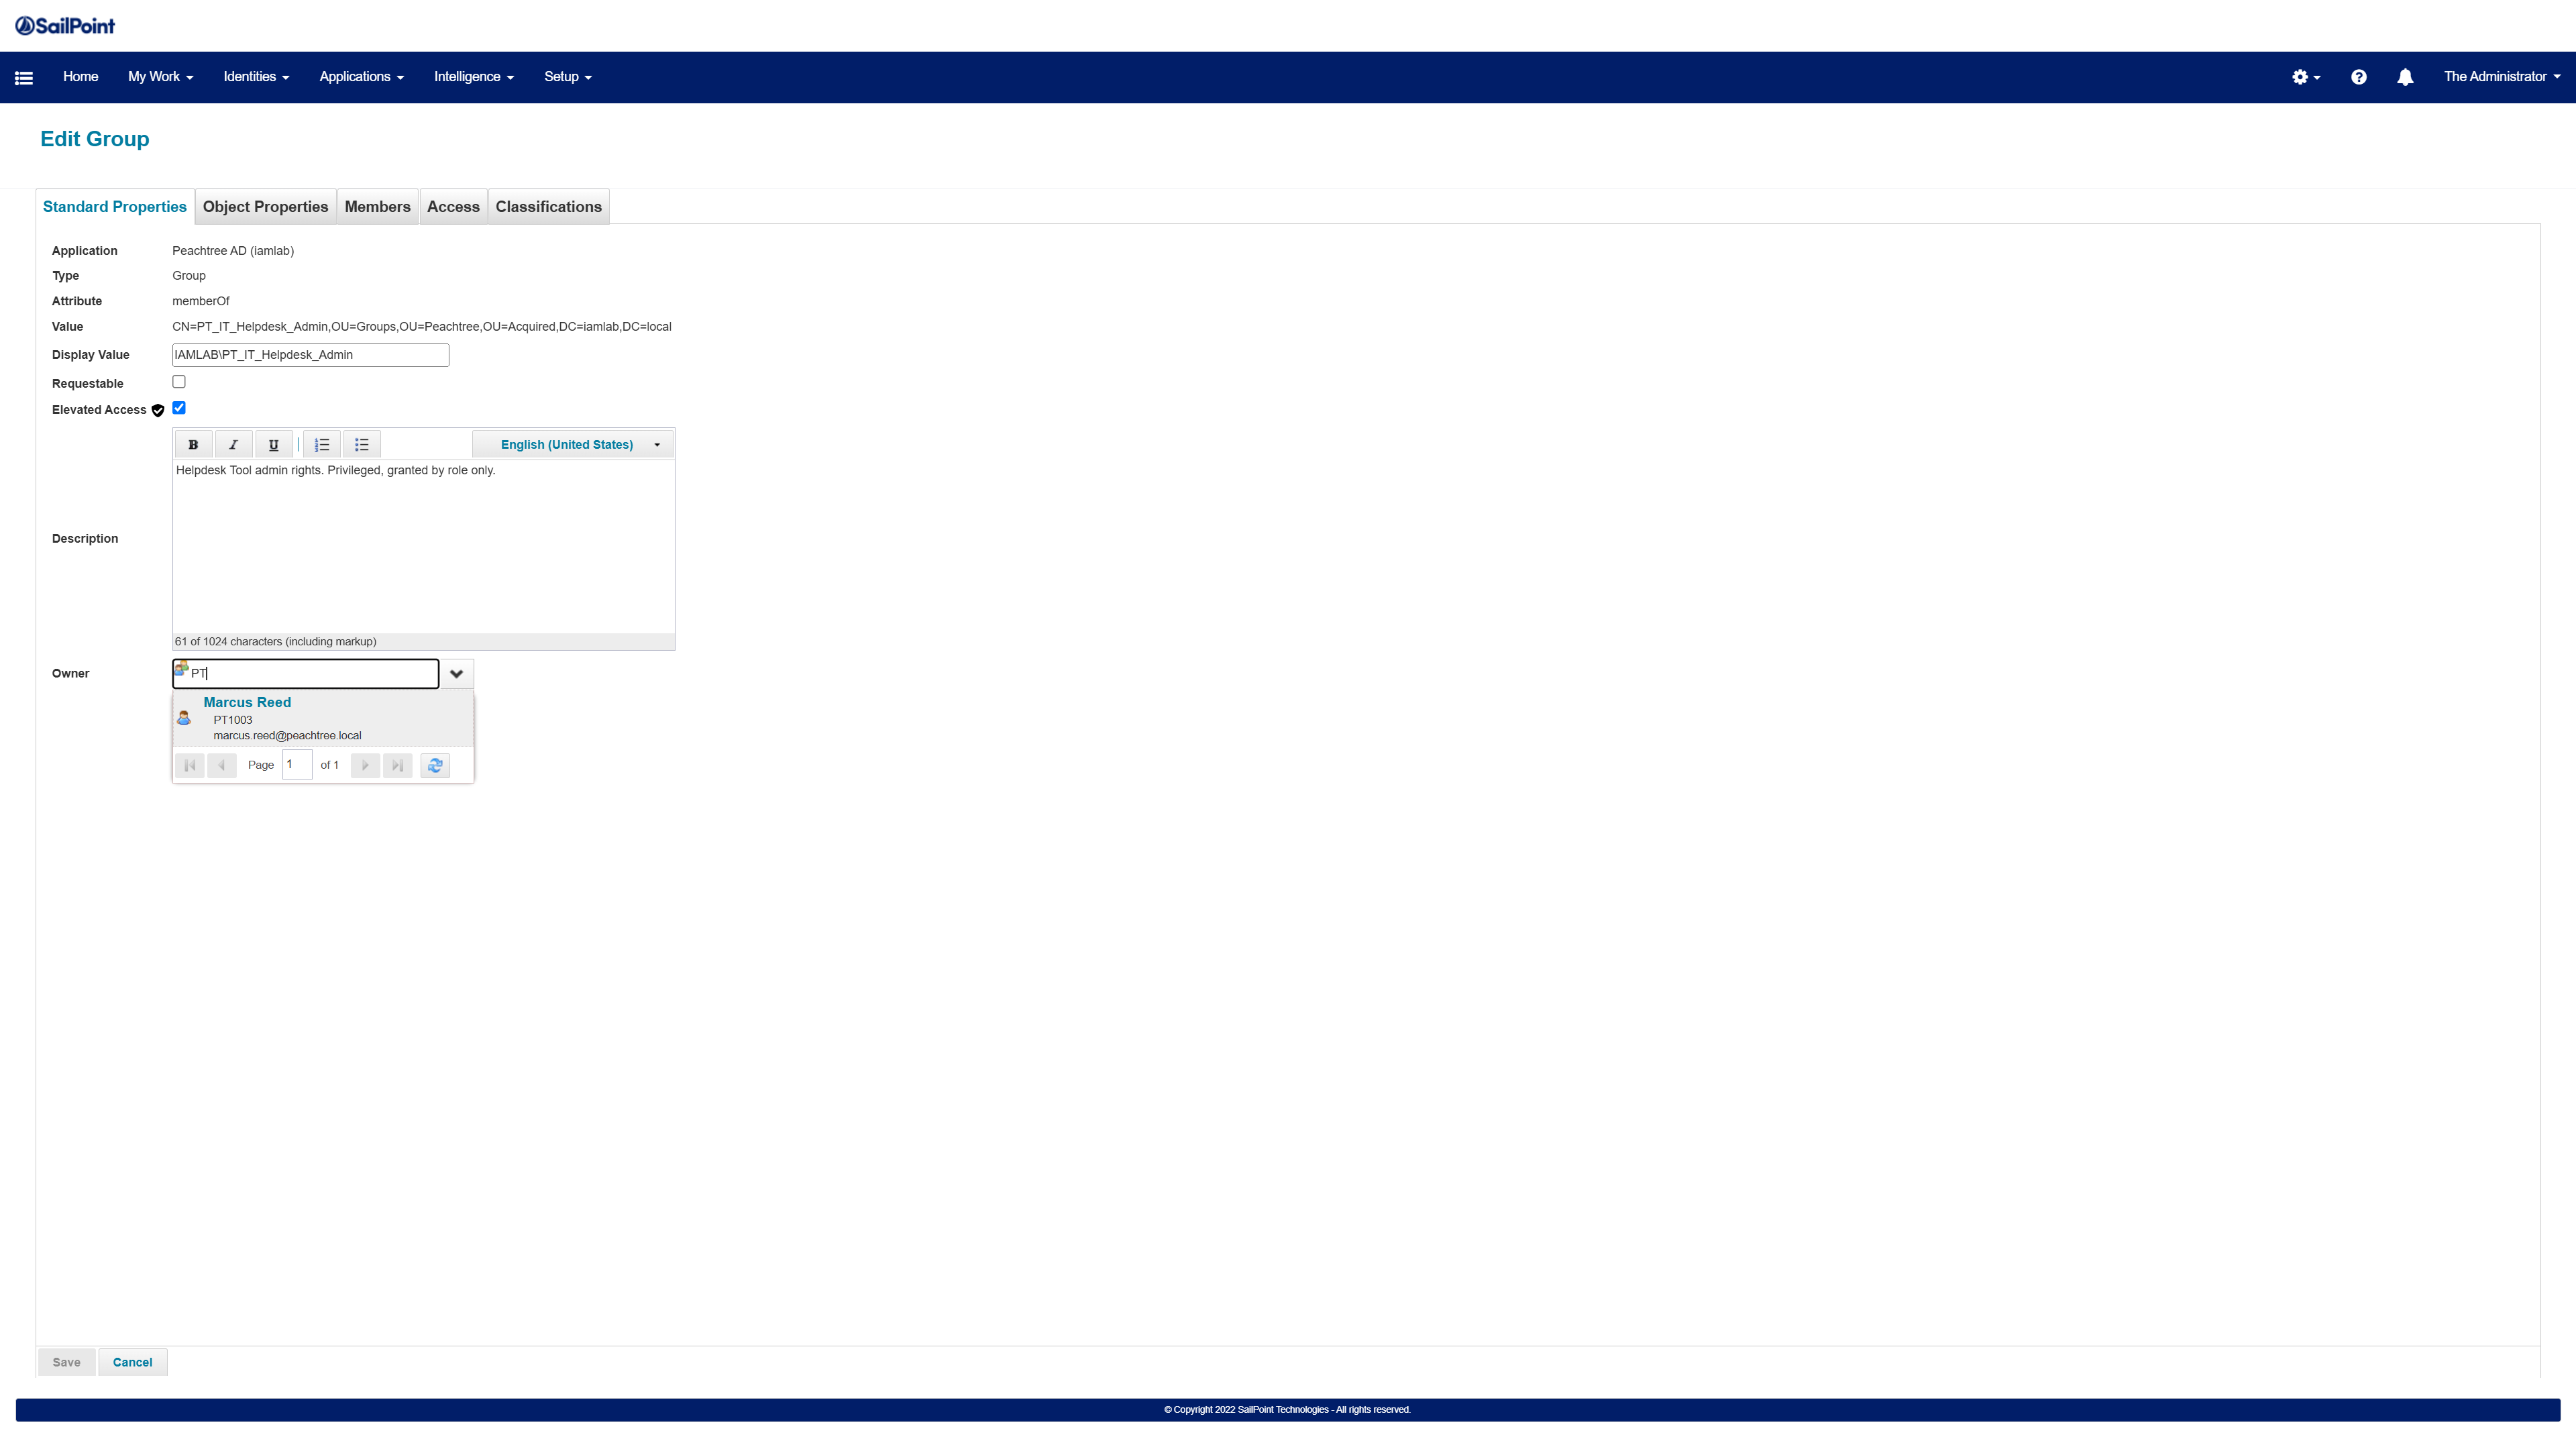 SailPoint
Home My Work Identities Applications Intelligence Setup The Administrator
Edit Group
Standard Properties Object Properties Members Access Classifications
Application Peachtree AD (iamlab)
Type Group
Attribute memberOf
Value CN=PT_IT_Helpdesk_Admin,OU=Groups,OU=Peachtree,OU=Acquired,DC=iamlab,DC=local
Display Value IAMLAB\PT_IT_Helpdesk_Admin
Requestable
Elevated Access
B I U English (United States)
Helpdesk Tool admin rights. Privileged, granted by role only.
Description
61 of 1024 characters (including markup)
Owner PT
Marcus Reed
PT1003
marcus.reed@peachtree.local
Page 1 of 1
Save Cancel
© Copyright 2022 SailPoint Technologies - All rights reserved.